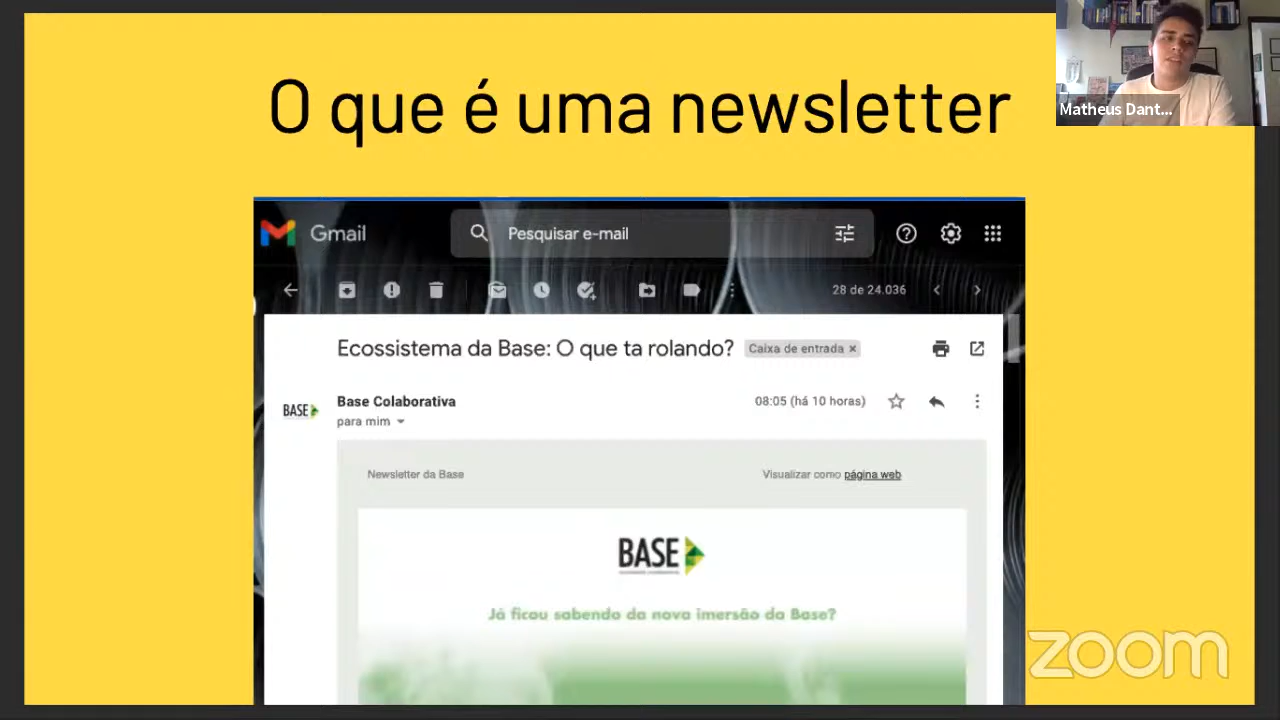 O que é uma newsletter
Matheus Dant...
Gmail
Pesquisar e-mail
28 de 24.036
Ecossistema da Base: O que ta rolando?
Caixa de entrada ×
BASE
Base Colaborativa
08:05 (há 10 horas)
para mim
Newsletter da Base
Visualizar como página web
BASE
Já ficou sabendo da nova imersão da Base?
zoom